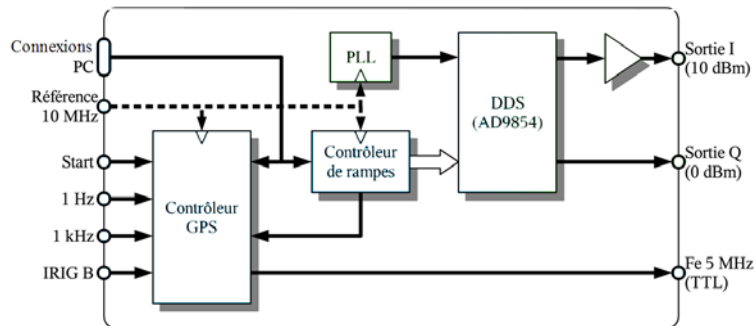 Connexions
PC
Référence
10 MHz
Start
1 Hz
1 kHz
IRIG B
Contrôleur
GPS
PLL
Contrôleur
de rampes
DDS
(AD9854)
Sortie I
(10 dBm)
Sortie Q
(0 dBm)
Fe 5 MHz
(TTL)